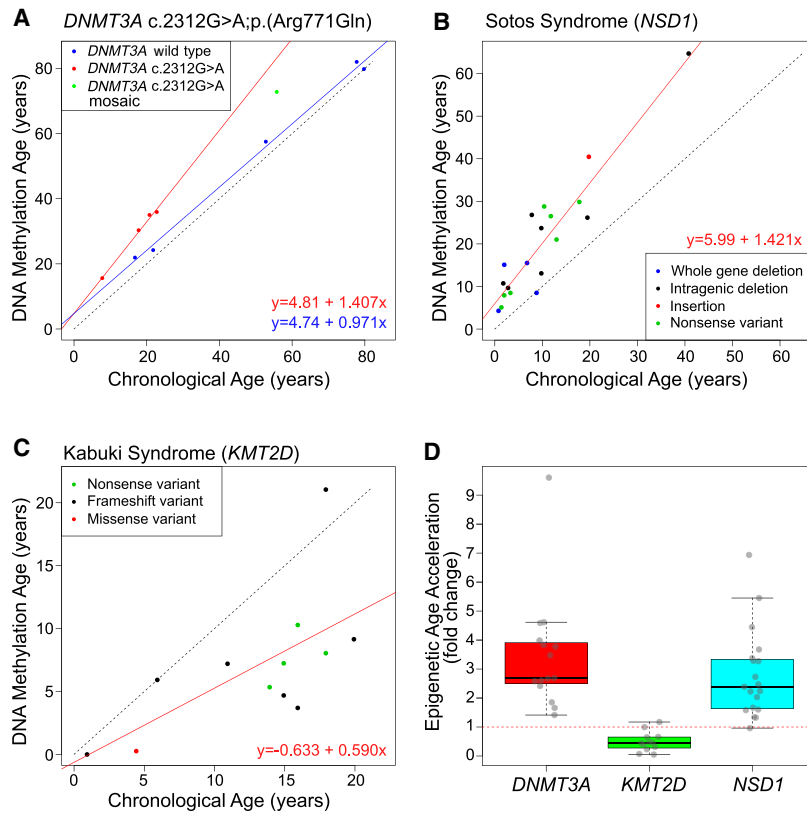 A
DNMT3A c.2312G>A;p.(Arg771Gln)
DNMT3A wild type
DNMT3A c.2312G>A
DNMT3A c.2312G>A
mosaic
DNA Methylation Age (years)
80
60
40
20
0
y=4.81 + 1.407x
y=4.74 + 0.971x
0 20 40 60 80
Chronological Age (years)
B
Sotos Syndrome (NSD1)
DNA Methylation Age (years)
60
50
40
30
20
10
0
y=5.99 + 1.421x
Whole gene deletion
Intragenic deletion
Insertion
Nonsense variant
0 10 20 30 40 50 60
Chronological Age (years)
C
Kabuki Syndrome (KMT2D)
Nonsense variant
Frameshift variant
Missense variant
DNA Methylation Age (years)
20
15
10
5
0
y=-0.633 + 0.590x
0 5 10 15 20
Chronological Age (years)
D
Epigenetic Age Acceleration
(fold change)
9
8
7
6
5
4
3
2
1
0
DNMT3A KMT2D NSD1